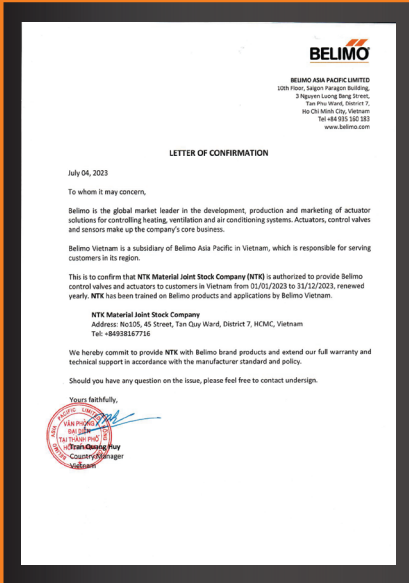 BELIMO
BELIMO ASIA PACIFIC LIMITED
10th Floor, Saigon Paragon Building,
3 Nguyen Luong Bang Street,
Tan Phu Ward, District 7,
Ho Chi Minh City, Vietnam
Tel +84 935 160 183
www.belimo.com
LETTER OF CONFIRMATION
July 04, 2023
To whom it may concern,
Belimo is the global market leader in the development, production and marketing of actuator
solutions for controlling heating, ventilation and air conditioning systems. Actuators, control valves
and sensors make up the company's core business.
Belimo Vietnam is a subsidiary of Belimo Asia Pacific in Vietnam, which is responsible for serving
customers in its region.
This is to confirm that NTK Material Joint Stock Company (NTK) is authorized to provide Belimo
control valves and actuators to customers in Vietnam from 01/01/2023 to 31/12/2023, renewed
yearly. NTK has been trained on Belimo products and applications by Belimo Vietnam.
NTK Material Joint Stock Company
Address: No105, 45 Street, Tan Quy Ward, District 7, HCMC, Vietnam
Tel: +84938167716
We hereby commit to provide NTK with Belimo brand products and extend our full warranty and
technical support in accordance with the manufacturer standard and policy.
Should you have any question on the issue, please feel free to contact undersign.
Yours faithfully,
PACIFIC LIMITED
ASIA
BELIMO
VĂN PHÒNG
ĐẠI DIỆN
TẠI THÀNH PHỐ
Tran Quang Huy
Country Manager
Vietnam